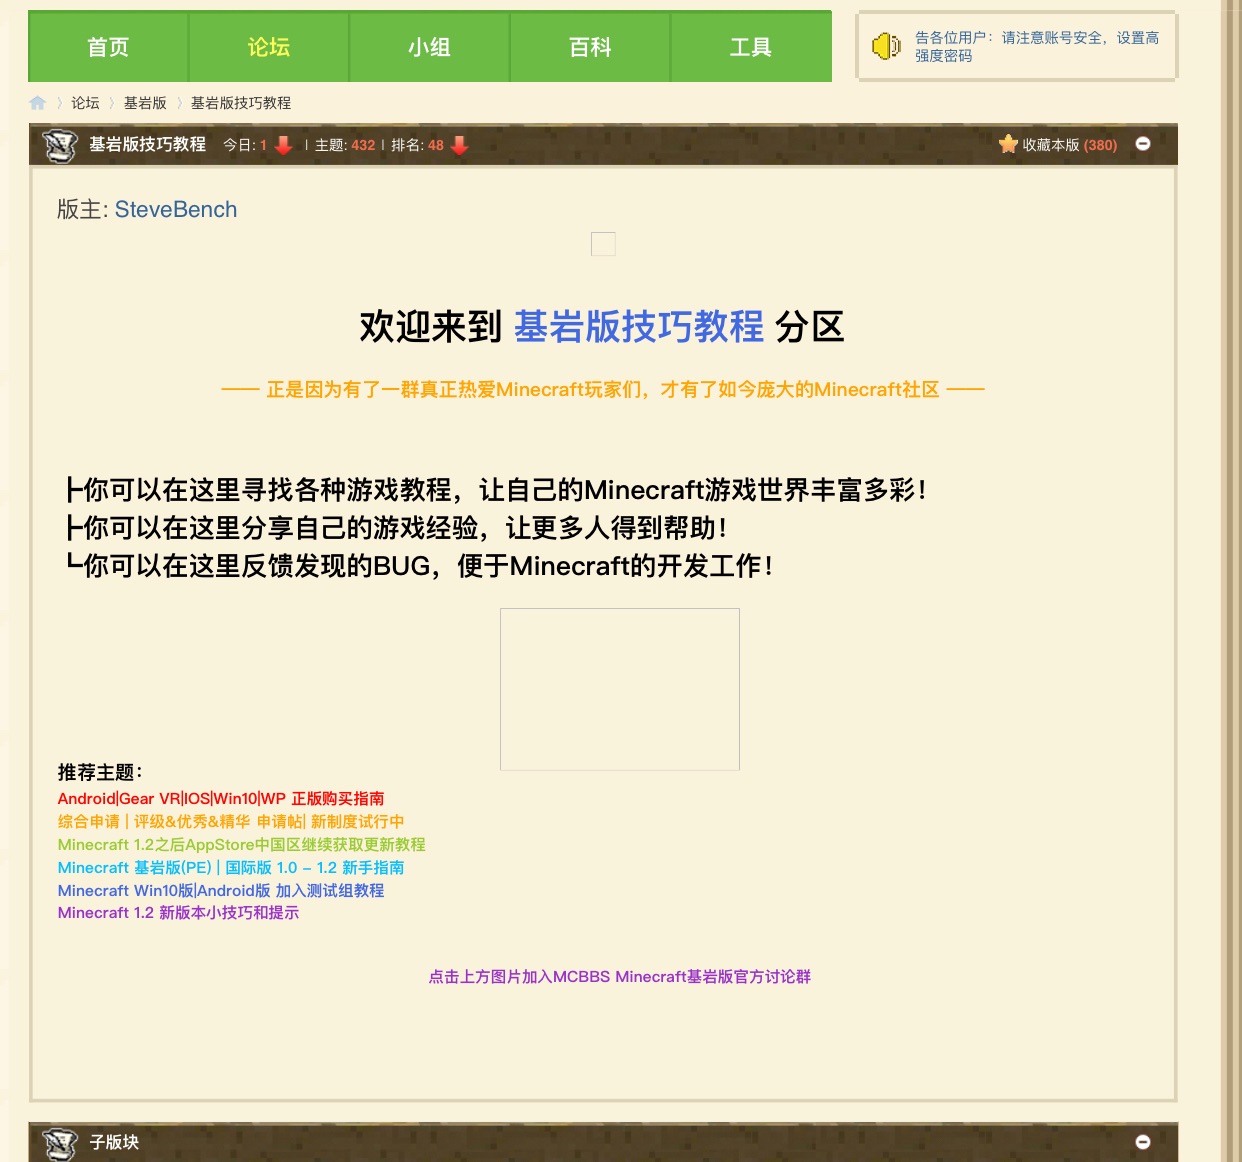 首页 论坛 小组 百科 工具
告各位用户：请注意账号安全，设置高
强度密码
论坛 〉 基岩版 〉 基岩版技巧教程
基岩版技巧教程 今日: 1 | 主题: 432 | 排名: 48 收藏本版 (380)
版主: SteveBench
欢迎来到 基岩版技巧教程 分区
—— 正是因为有了一群真正热爱Minecraft玩家们，才有了如今庞大的Minecraft社区 ——
┣你可以在这里寻找各种游戏教程，让自己的Minecraft游戏世界丰富多彩！
┣你可以在这里分享自己的游戏经验，让更多人得到帮助！
┗你可以在这里反馈发现的BUG，便于Minecraft的开发工作！
推荐主题：
Android|Gear VR|IOS|Win10|WP 正版购买指南
综合申请 | 评级&优秀&精华 申请帖| 新制度试行中
Minecraft 1.2之后AppStore中国区继续获取更新教程
Minecraft 基岩版(PE) | 国际版 1.0 - 1.2 新手指南
Minecraft Win10版|Android版 加入测试组教程
Minecraft 1.2 新版本小技巧和提示
点击上方图片加入MCBBS Minecraft基岩版官方讨论群
子版块